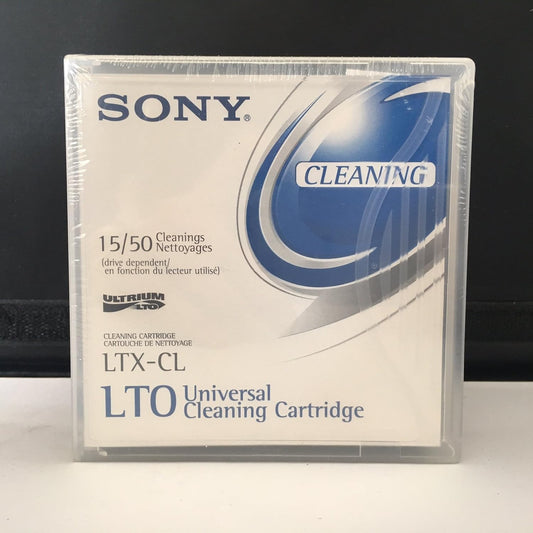 SONY®
CLEANING
15/50 Cleanings
Nettoyages
(drive dependent/
en fonction du lecteur utilisé)
ULTRIUM
LTO
CLEANING CARTRIDGE
CARTOUCHE DE NETTOYAGE
LTX-CL
LTO Universal
Cleaning Cartridge